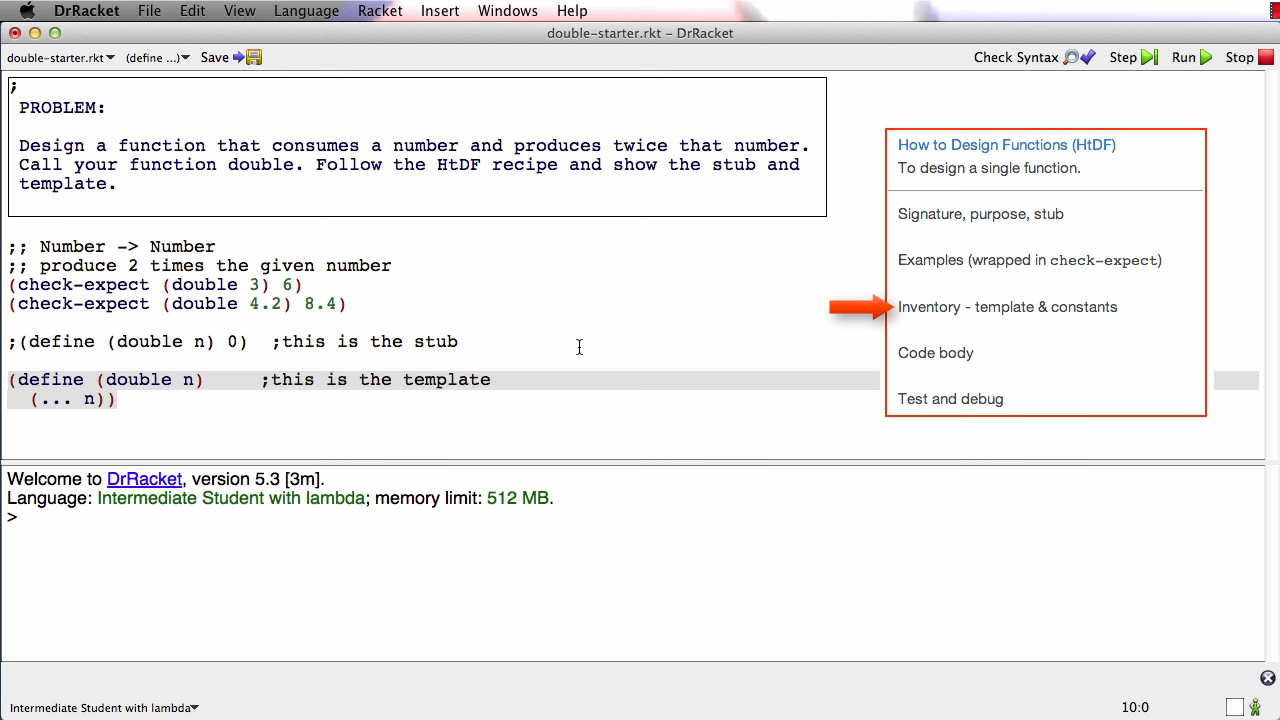 DrRacket File Edit View Language Racket Insert Windows Help
double-starter.rkt – DrRacket
double-starter.rkt (define ...) Save Check Syntax Step Run Stop
;
PROBLEM:
Design a function that consumes a number and produces twice that number.
Call your function double. Follow the HtDF recipe and show the stub and
template.
;; Number -> Number
;; produce 2 times the given number
(check-expect (double 3) 6)
(check-expect (double 4.2) 8.4)
;(define (double n) 0) ;this is the stub
(define (double n) ;this is the template
(... n))
How to Design Functions (HtDF)
To design a single function.
Signature, purpose, stub
Examples (wrapped in check-expect)
Inventory - template & constants
Code body
Test and debug
Welcome to DrRacket, version 5.3 [3m].
Language: Intermediate Student with lambda; memory limit: 512 MB.
>
Intermediate Student with lambda 10:0